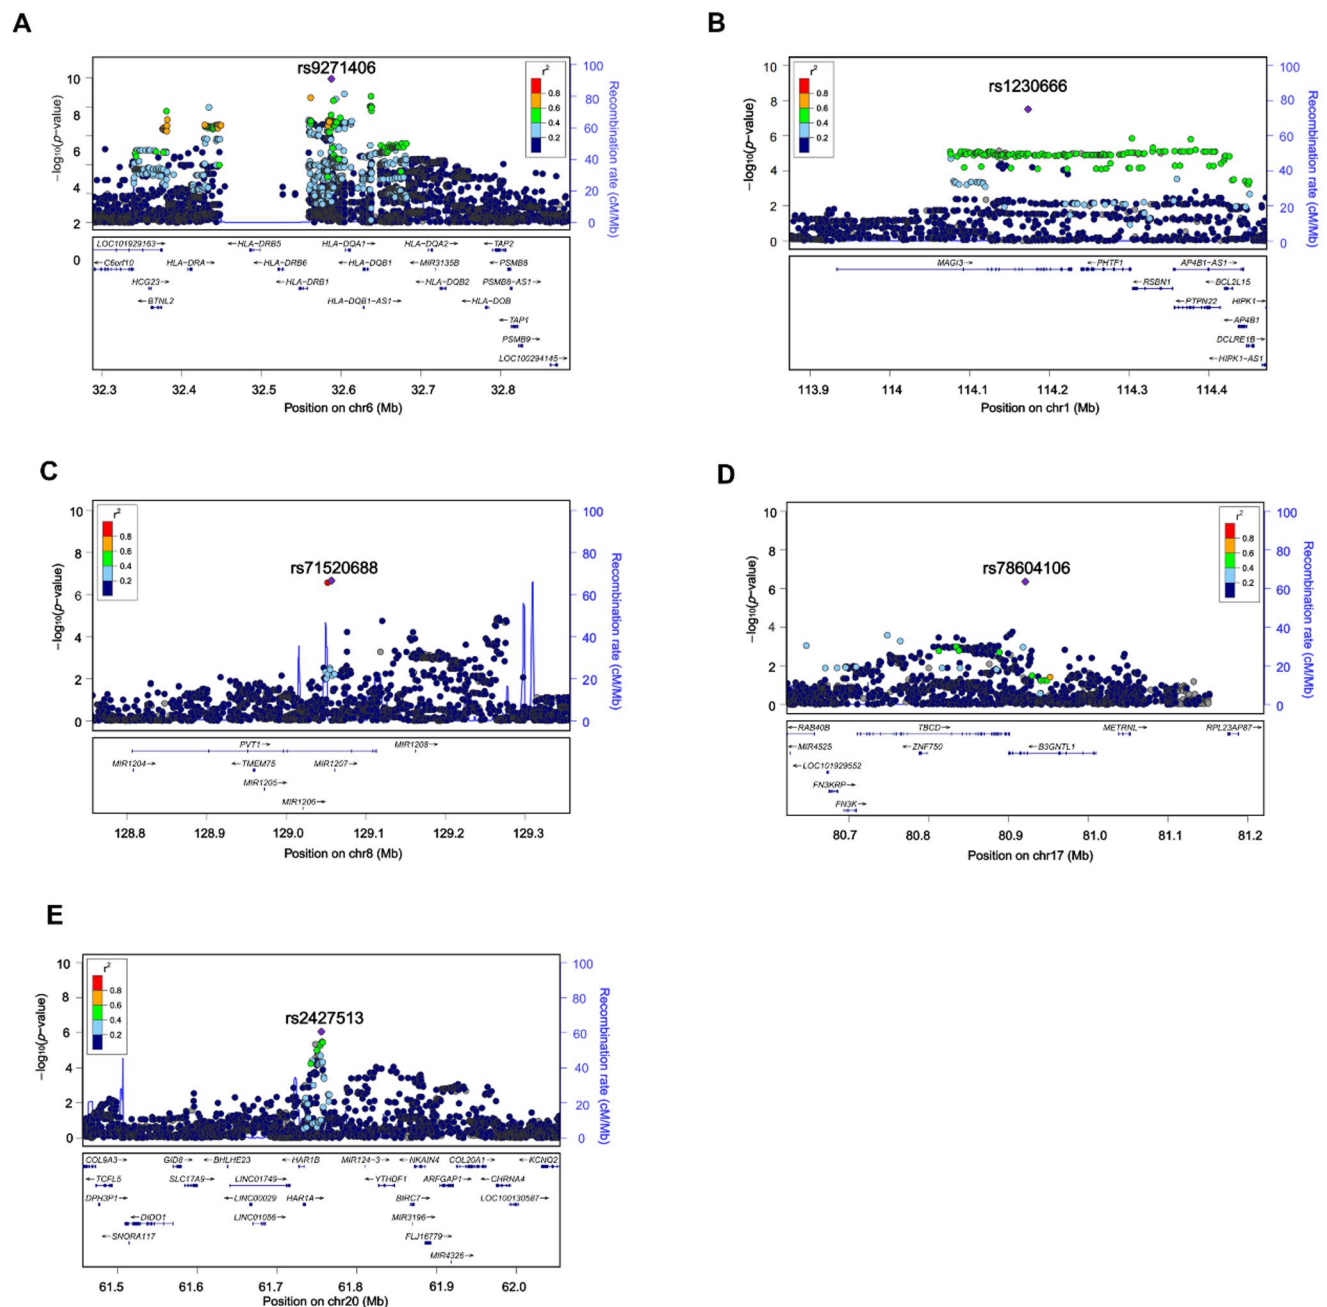 A
rs9271406
r²
0.8
0.6
0.4
0.2
−log₁₀(p−value)
10
8
6
4
2
0
100
80
60
40
20
0
Recombination rate (cM/Mb)
LOC101929163→
←HLA−DRB5
HLA−DQA1→
HLA−DQA2→
←TAP2
←C6orf10
HLA−DRA→
←HLA−DRB6
←HLA−DQB1
MIR3135B→
←PSMB8
HCG23→
←HLA−DRB1
←HLA−DQB2
PSMB8−AS1→
←BTNL2
HLA−DQB1−AS1→
←HLA−DOB
←TAP1
PSMB9→
LOC100294145→
32.3
32.4
32.5
32.6
32.7
32.8
Position on chr6 (Mb)
B
rs1230666
r²
0.8
0.6
0.4
0.2
−log₁₀(p−value)
10
8
6
4
2
0
100
80
60
40
20
0
Recombination rate (cM/Mb)
MAGI3→
←PHTF1
AP4B1−AS1→
←RSBN1
←BCL2L15
←PTPN22
HIPK1→
←AP4B1
DCLRE1B→
←HIPK1−AS1
113.9
114
114.1
114.2
114.3
114.4
Position on chr1 (Mb)
C
rs71520688
r²
0.8
0.6
0.4
0.2
−log₁₀(p−value)
10
8
6
4
2
0
100
80
60
40
20
0
Recombination rate (cM/Mb)
PVT1→
MIR1208→
MIR1204→
←TMEM75
MIR1207→
MIR1205→
MIR1206→
128.8
128.9
129.0
129.1
129.2
129.3
Position on chr8 (Mb)
D
rs78604106
r²
0.8
0.6
0.4
0.2
−log₁₀(p−value)
10
8
6
4
2
0
100
80
60
40
20
0
Recombination rate (cM/Mb)
←RAB40B
TBCD→
METRNL→
RPL23AP87→
←MIR4525
←ZNF750
←B3GNTL1
←LOC101929552
FN3KRP→
FN3K→
80.7
80.8
80.9
81.0
81.1
81.2
Position on chr17 (Mb)
E
rs2427513
r²
0.8
0.6
0.4
0.2
−log₁₀(p−value)
10
8
6
4
2
0
100
80
60
40
20
0
Recombination rate (cM/Mb)
COL9A3→
GID8→
←BHLHE23
←HAR1B
MIR124−3→
←NKAIN4
COL20A1→
←KCNQ2
←TCFL5
SLC17A9→
LINC01749→
←YTHDF1
ARFGAP1→
←CHRNA4
DPH3P1→
←LINC00029
HAR1A→
BIRC7→
LOC100130587→
←DIDO1
LINC01056→
MIR3196→
←SNORA117
FLJ16779→
MIR4326→
61.5
61.6
61.7
61.8
61.9
62.0
Position on chr20 (Mb)